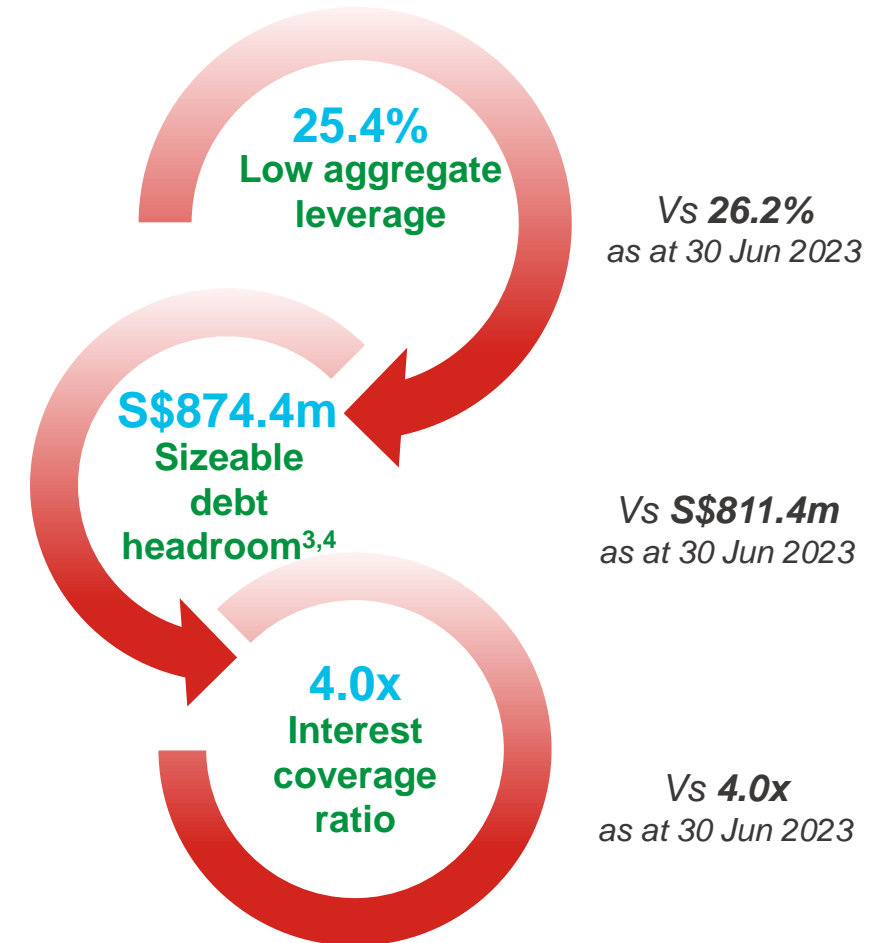 25.4%
Low aggregate
leverage
Vs 26.2%
as at 30 Jun 2023
S$874.4m
Sizeable
debt
headroom3,4
Vs S$811.4m
as at 30 Jun 2023
4.0x
Interest
coverage
ratio
Vs 4.0x
as at 30 Jun 2023